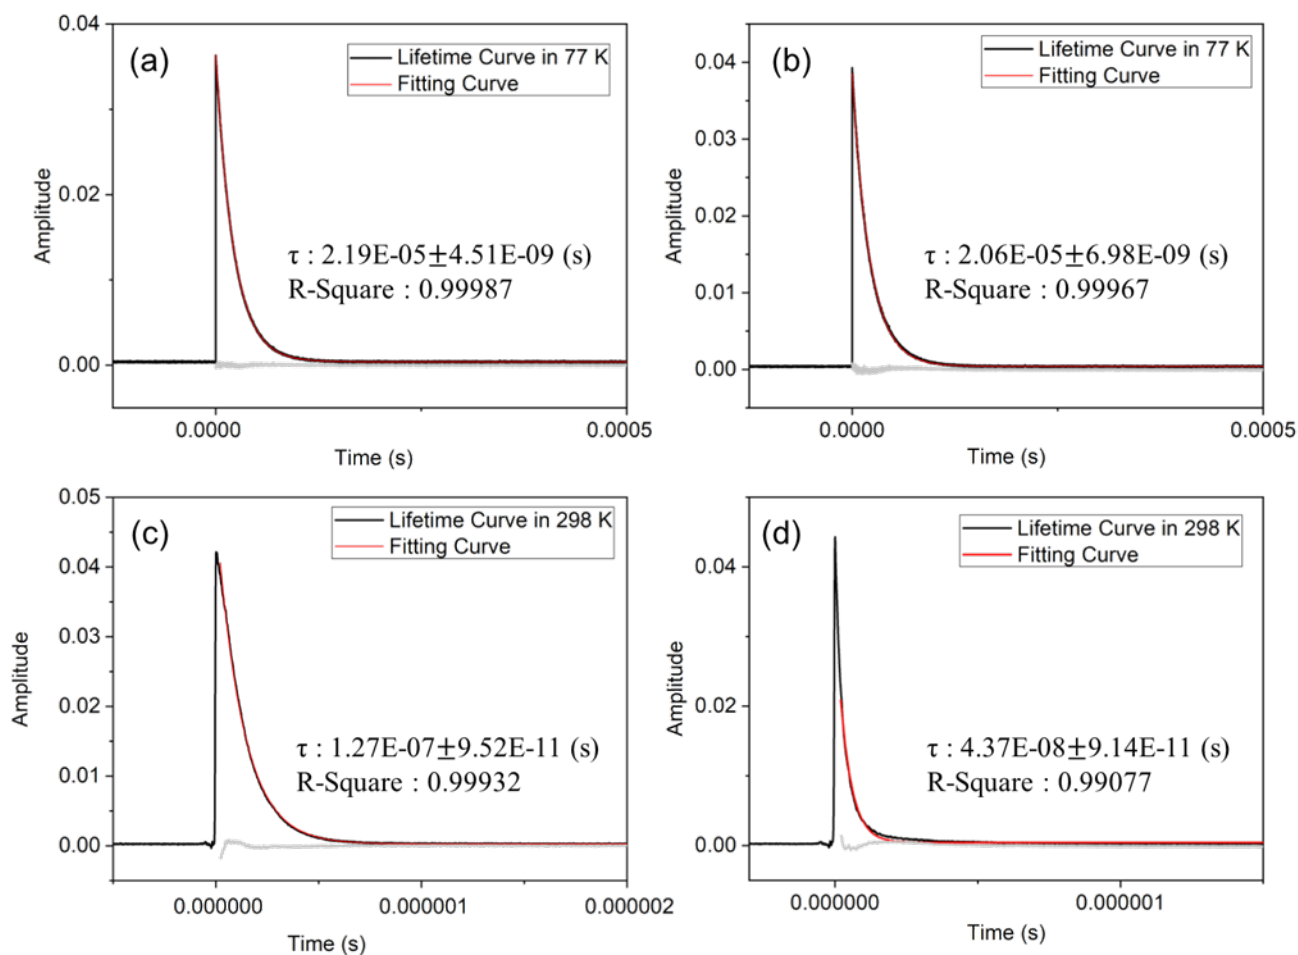 (a)
Lifetime Curve in 77 K
Fitting Curve
τ : 2.19E-05±4.51E-09 (s)
R-Square : 0.99987
Amplitude
0.04
0.02
0.00
0.0000
0.0005
Time (s)
(b)
Lifetime Curve in 77 K
Fitting Curve
τ : 2.06E-05±6.98E-09 (s)
R-Square : 0.99967
Amplitude
0.04
0.03
0.02
0.01
0.00
0.0000
0.0005
Time (s)
(c)
Lifetime Curve in 298 K
Fitting Curve
τ : 1.27E-07±9.52E-11 (s)
R-Square : 0.99932
Amplitude
0.05
0.04
0.03
0.02
0.01
0.00
0.000000
0.000001
0.000002
Time (s)
(d)
Lifetime Curve in 298 K
Fitting Curve
τ : 4.37E-08±9.14E-11 (s)
R-Square : 0.99077
Amplitude
0.04
0.02
0.00
0.000000
0.000001
Time (s)